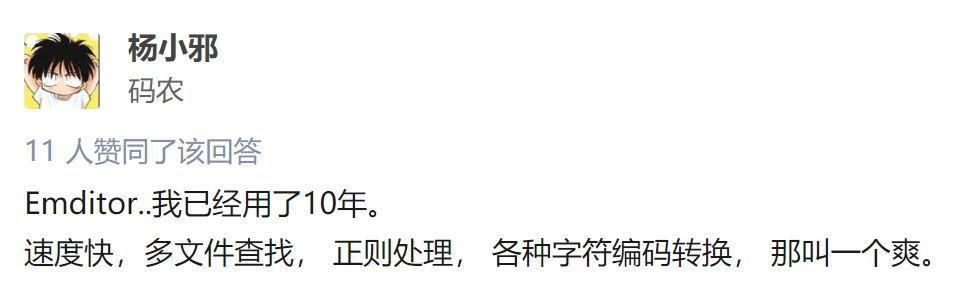 杨小邪
码农
11 人赞同了该回答
Emditor..我已经用了10年。
速度快，多文件查找， 正则处理， 各种字符编码转换， 那叫一个爽。